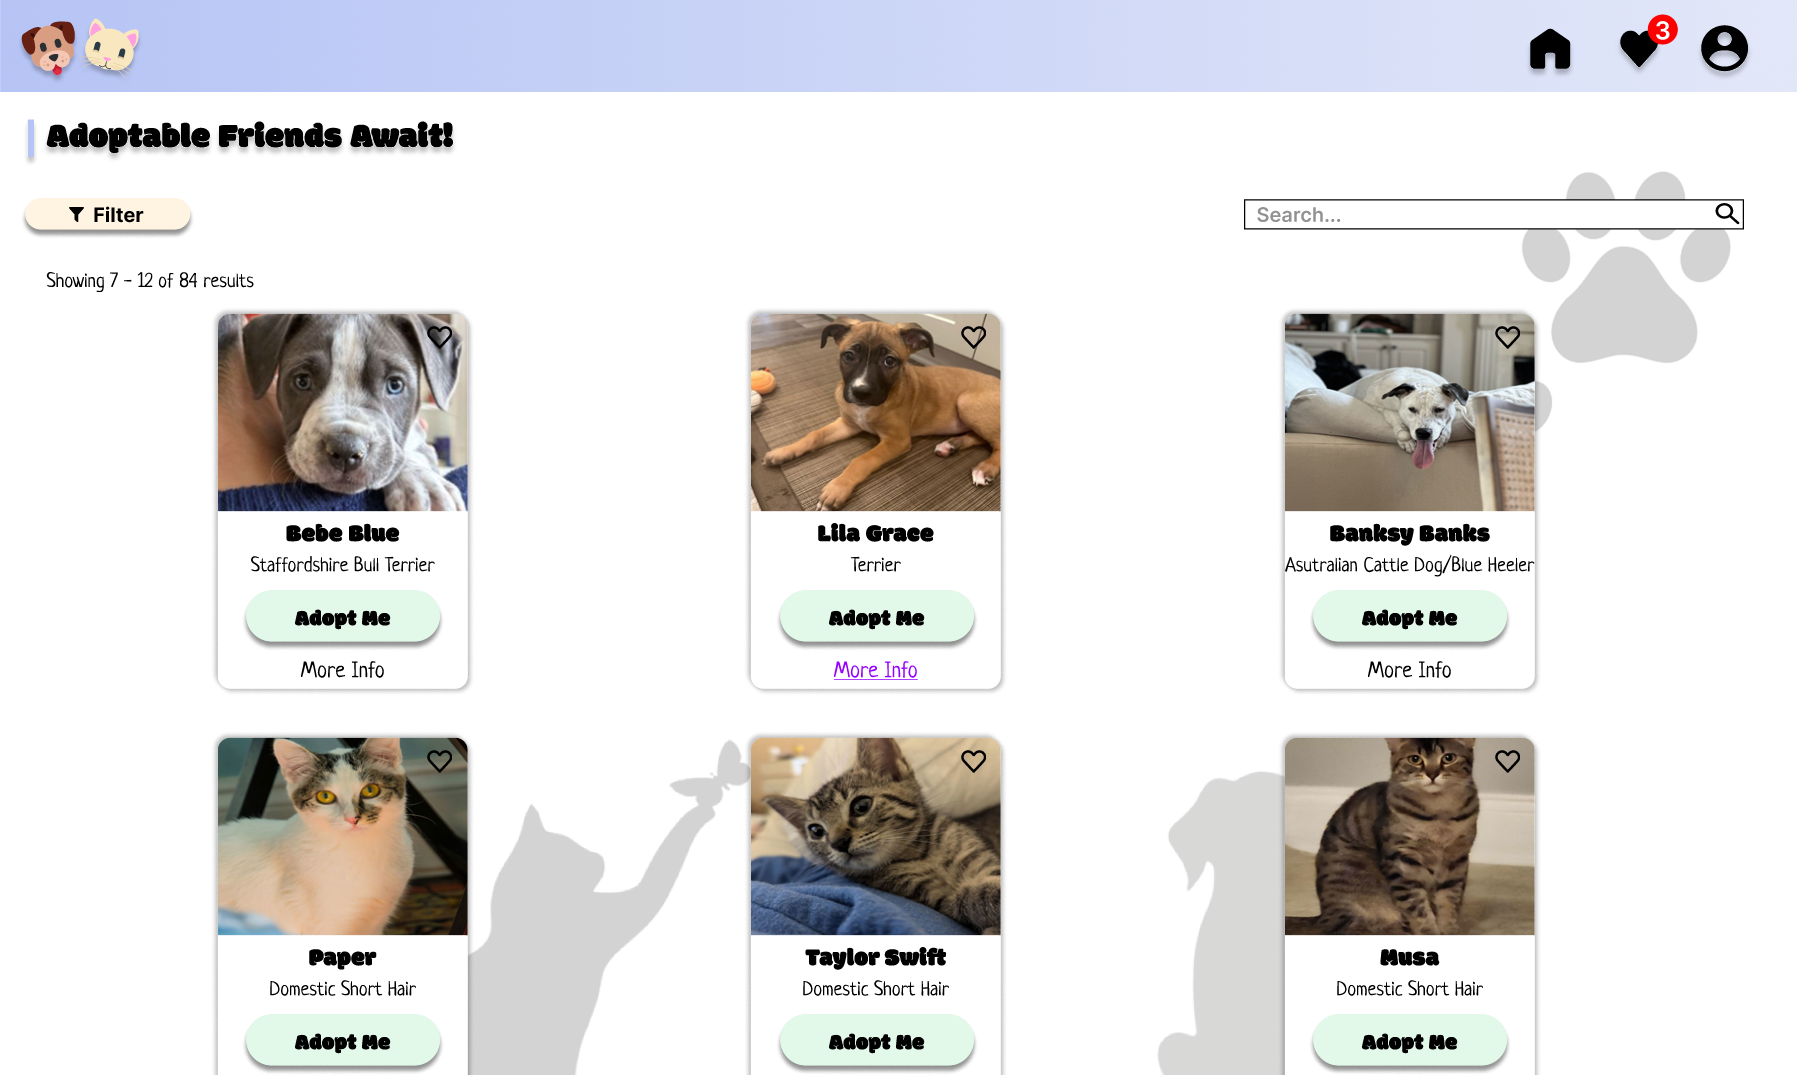 3
Adoptable Friends Await!
Filter
Search...
Showing 7 - 12 of 84 results
Bebe Blue
Staffordshire Bull Terrier
Adopt Me
More Info
Lila Grace
Terrier
Adopt Me
More Info
Banksy Banks
Asutralian Cattle Dog/Blue Heeler
Adopt Me
More Info
Paper
Domestic Short Hair
Adopt Me
Taylor Swift
Domestic Short Hair
Adopt Me
Musa
Domestic Short Hair
Adopt Me